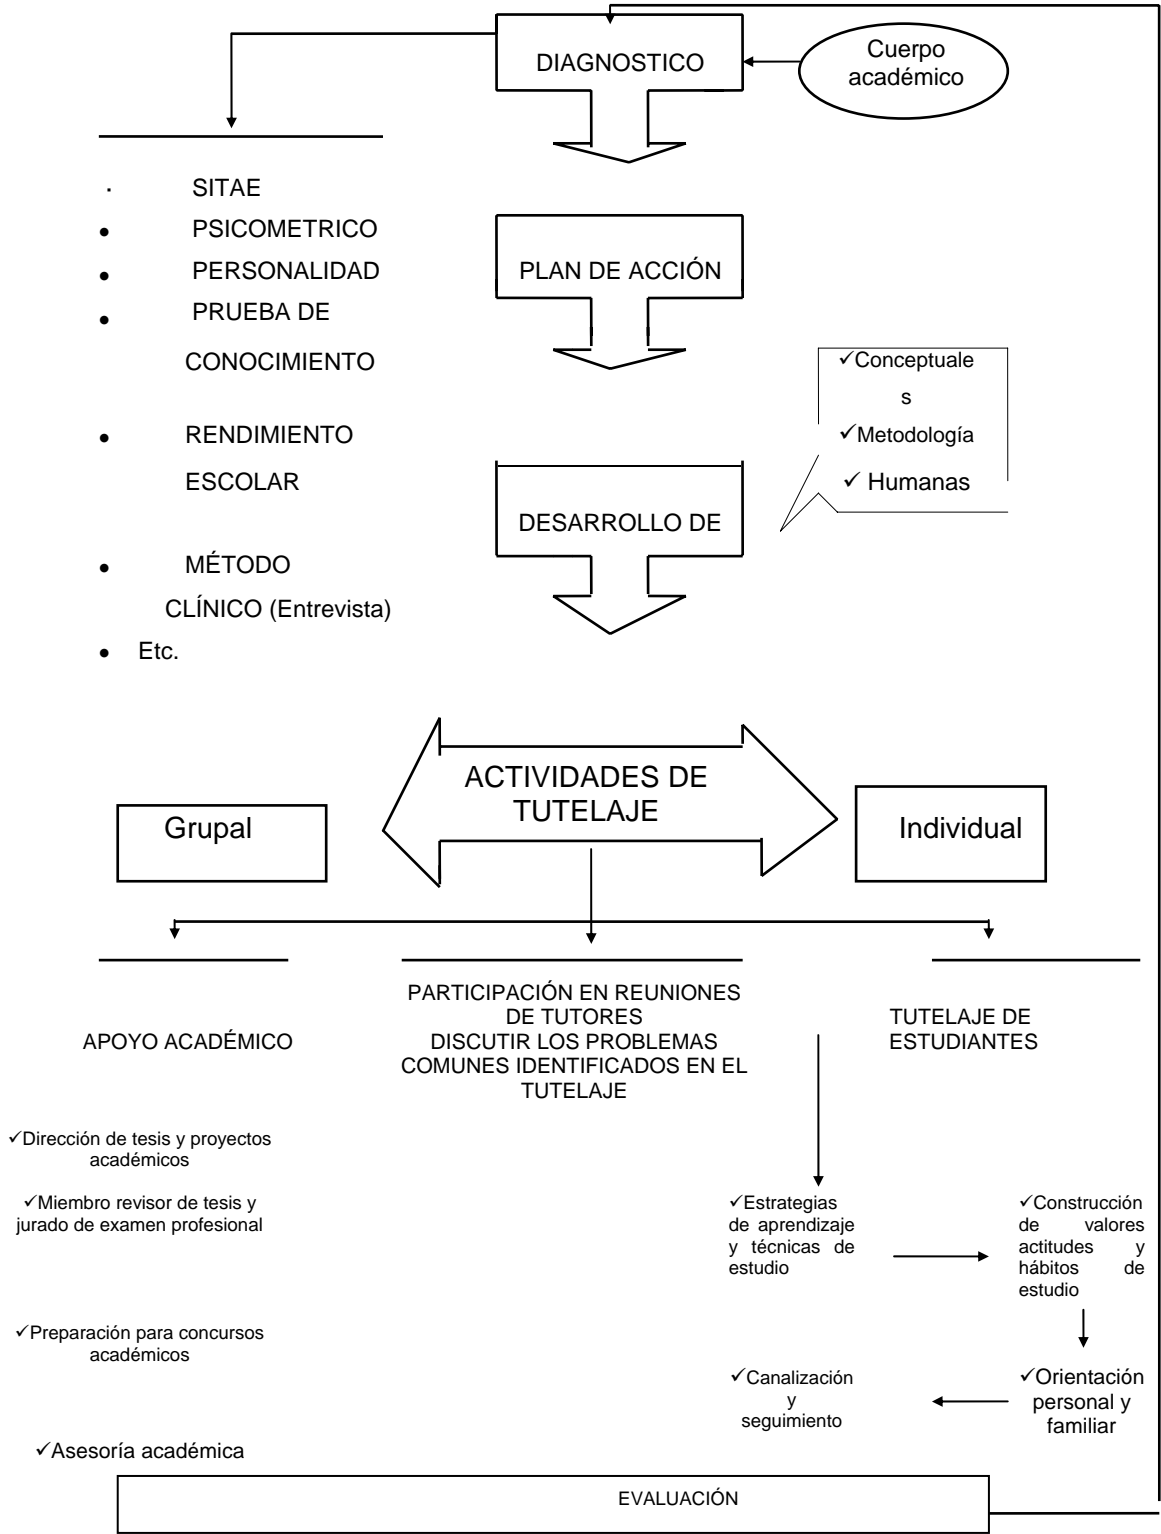 DIAGNOSTICO
Cuerpo
académico
· SITAE
● PSICOMETRICO
● PERSONALIDAD
● PRUEBA DE
CONOCIMIENTO
● RENDIMIENTO
ESCOLAR
● MÉTODO
CLÍNICO (Entrevista)
● Etc.
PLAN DE ACCIÓN
✓Conceptuale
s
✓Metodología
✓ Humanas
DESARROLLO DE
ACTIVIDADES DE
TUTELAJE
Grupal
Individual
APOYO ACADÉMICO
PARTICIPACIÓN EN REUNIONES
DE TUTORES
DISCUTIR LOS PROBLEMAS
COMUNES IDENTIFICADOS EN EL
TUTELAJE
TUTELAJE DE
ESTUDIANTES
✓Dirección de tesis y proyectos
académicos
✓Miembro revisor de tesis y
jurado de examen profesional
✓Preparación para concursos
académicos
✓Asesoría académica
✓Estrategias
de aprendizaje
y técnicas de
estudio
✓Construcción
de valores
actitudes y
hábitos de
estudio
✓Orientación
personal y
familiar
✓Canalización
y
seguimiento
EVALUACIÓN